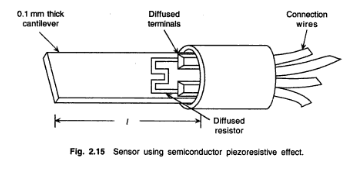 0.1 mm thick
cantilever
Diffused
terminals
Connection
wires
l
Diffused
resistor
Fig. 2.15 Sensor using semiconductor piezoresistive effect.